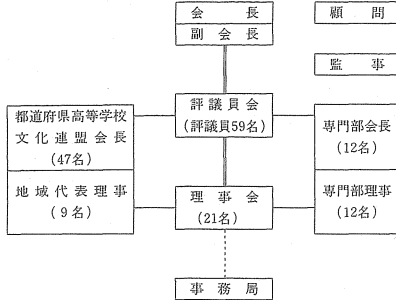 会長
副会長
顧問
監事
都道府県高等学校
文化連盟会長
(47名)
地域代表理事
(9名)
評議員会
(評議員59名)
理事会
(21名)
専門部会長
(12名)
専門部理事
(12名)
事務局